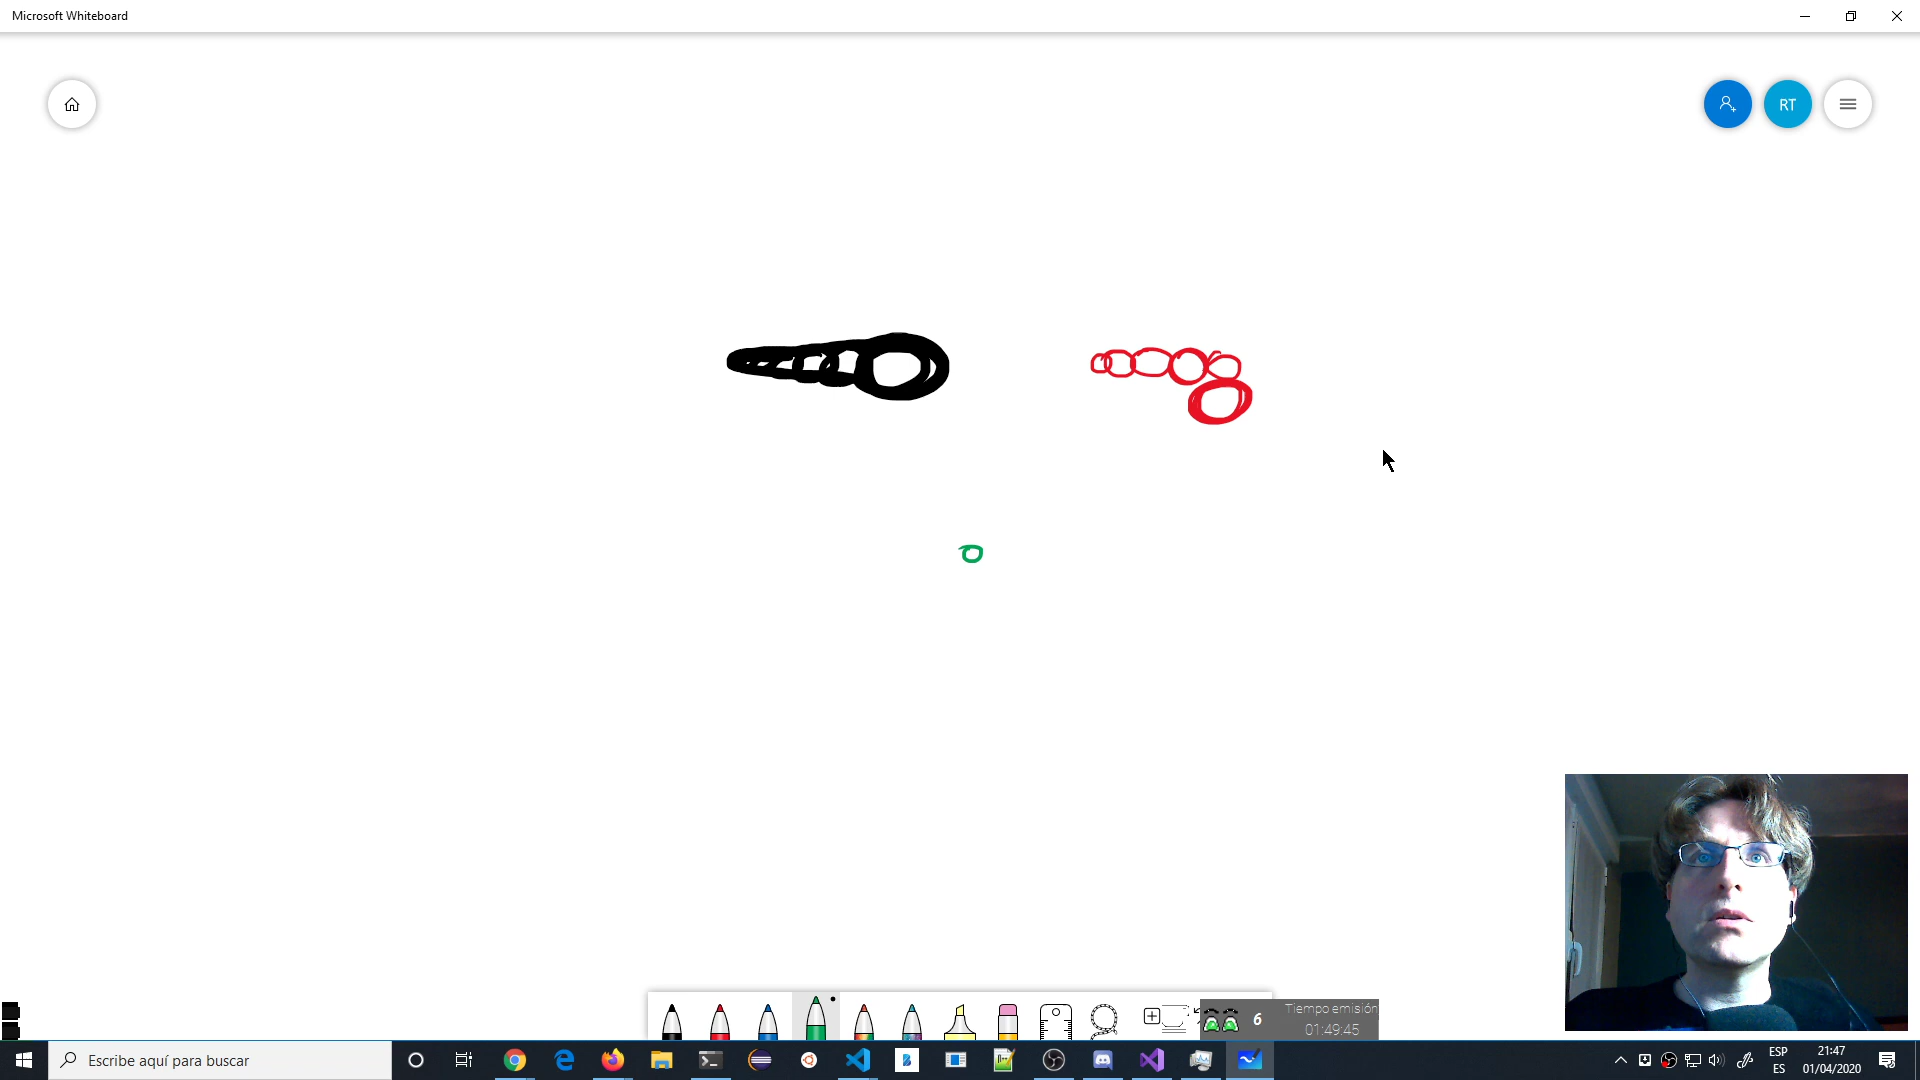 Microsoft Whiteboard
RT
6
Tiempo emisión
01:49:45
Escribe aquí para buscar
ESP
ES
21:47
01/04/2020